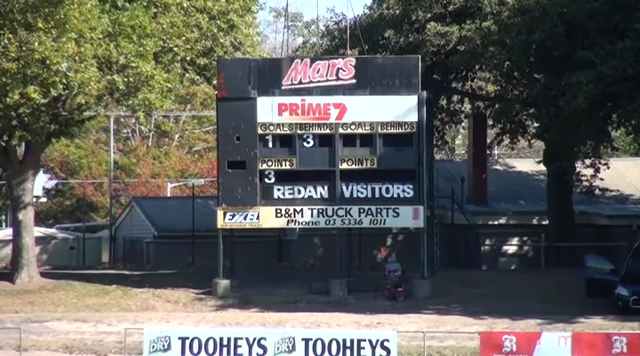 Mars
PRiME7
GOALS BEHINDS GOALS BEHINDS
1 3
POINTS POINTS
3
REDAN VISITORS
EXEL B&M TRUCK PARTS
Phone 03 5336 1011
TOOHEYS TOOHEYS
R R